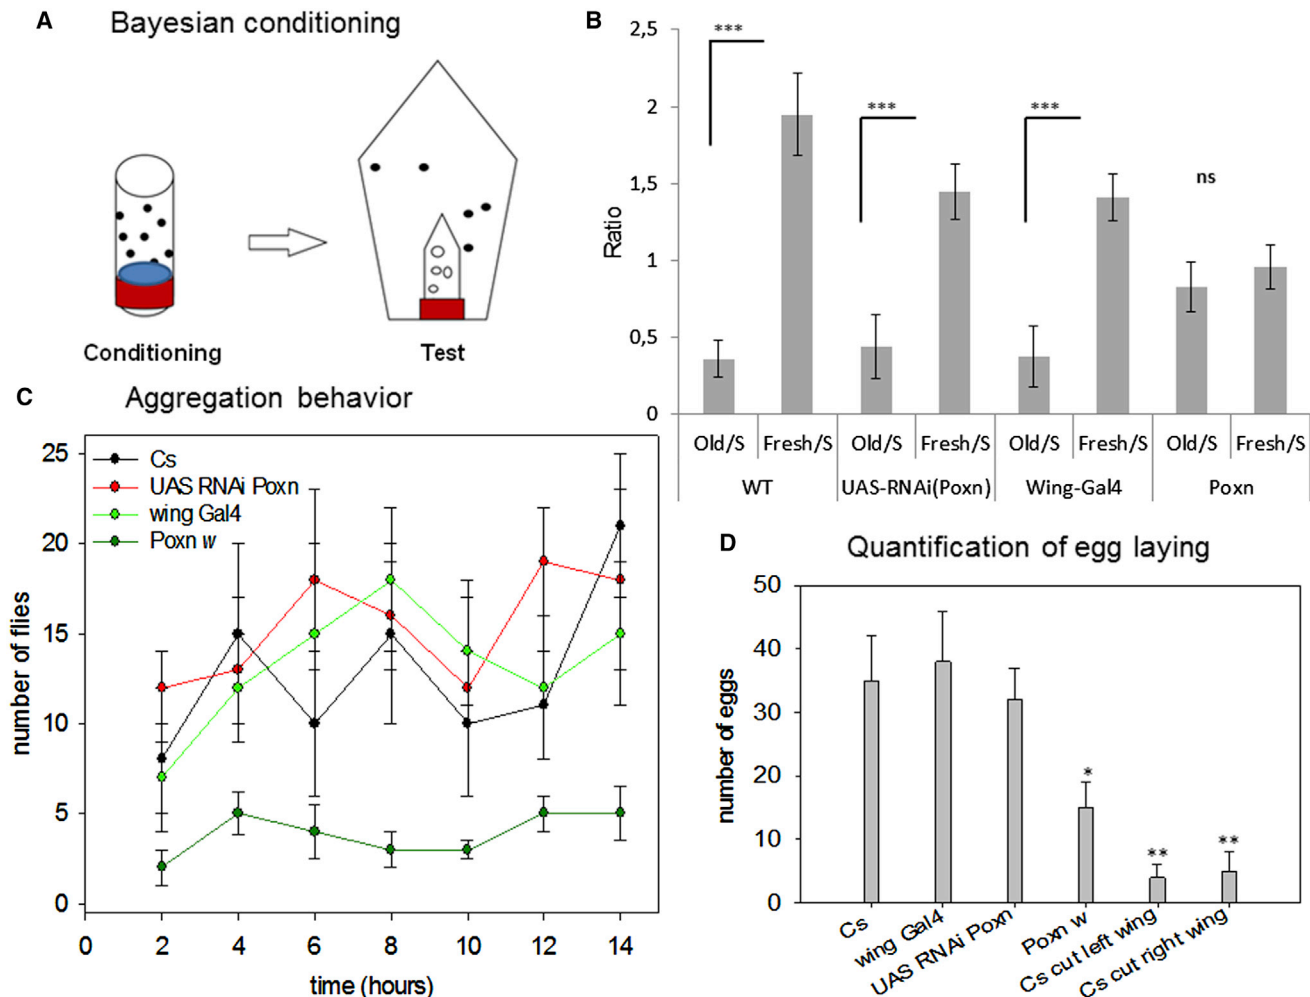 A Bayesian conditioning
Conditioning
Test
B
Ratio
2,5
2
1,5
1
0,5
0
***
***
***
ns
Old/S Fresh/S Old/S Fresh/S Old/S Fresh/S Old/S Fresh/S
WT UAS-RNAi(Poxn) Wing-Gal4 Poxn
C Aggregation behavior
number of flies
25
20
15
10
5
0
Cs
UAS RNAi Poxn
wing Gal4
Poxn w
0 2 4 6 8 10 12 14
time (hours)
D Quantification of egg laying
number of eggs
50
40
30
20
10
0
*
**
**
Cs
wing Gal4
UAS RNAi Poxn
Poxn w
Cs cut left wing
Cs cut right wing